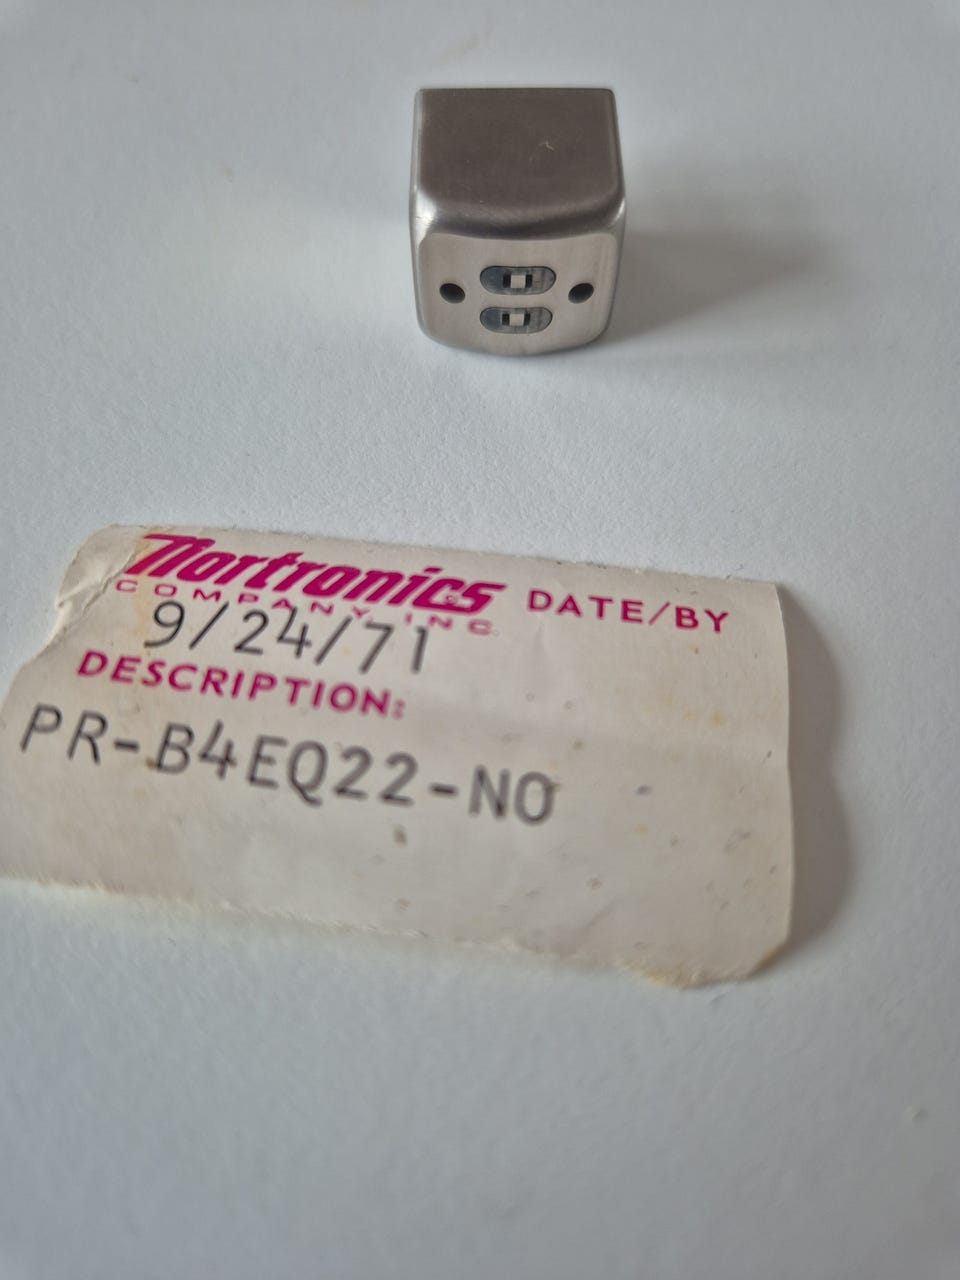 Nortronics DATE/BY
COMPANY, INC.
9/24/71
DESCRIPTION:
PR-B4EQ22-NO